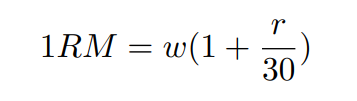 1RM = w(1 + r/30)